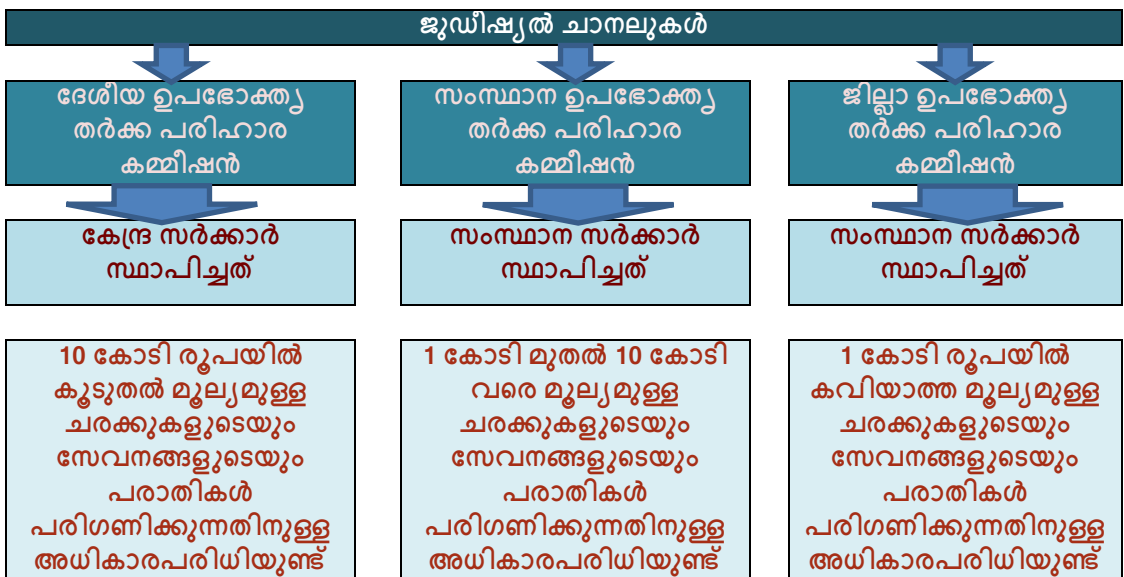 ജുഡീഷ്യൽ ചാനലുകൾ
ദേശീയ ഉപഭോക്തൃ
തർക്ക പരിഹാര
കമ്മീഷൻ
സംസ്ഥാന ഉപഭോക്തൃ
തർക്ക പരിഹാര
കമ്മീഷൻ
ജില്ലാ ഉപഭോക്തൃ
തർക്ക പരിഹാര
കമ്മീഷൻ
കേന്ദ്ര സർക്കാർ
സ്ഥാപിച്ചത്
സംസ്ഥാന സർക്കാർ
സ്ഥാപിച്ചത്
സംസ്ഥാന സർക്കാർ
സ്ഥാപിച്ചത്
10 കോടി രൂപയിൽ
കൂടുതൽ മൂല്യമുള്ള
ചരക്കുകളുടെയും
സേവനങ്ങളുടെയും
പരാതികൾ
പരിഗണിക്കുന്നതിനുള്ള
അധികാരപരിധിയുണ്ട്
1 കോടി മുതൽ 10 കോടി
വരെ മൂല്യമുള്ള
ചരക്കുകളുടെയും
സേവനങ്ങളുടെയും
പരാതികൾ
പരിഗണിക്കുന്നതിനുള്ള
അധികാരപരിധിയുണ്ട്
1 കോടി രൂപയിൽ
കവിയാത്ത മൂല്യമുള്ള
ചരക്കുകളുടെയും
സേവനങ്ങളുടെയും
പരാതികൾ
പരിഗണിക്കുന്നതിനുള്ള
അധികാരപരിധിയുണ്ട്